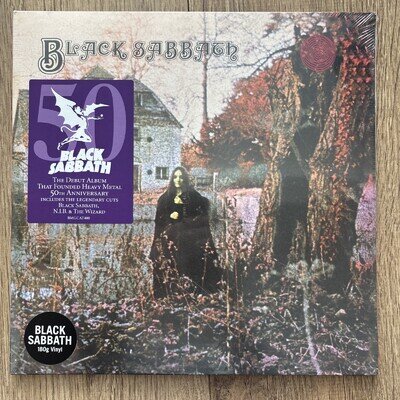 BLACK SABBATH
50
BLACK
SABBATH
THE DEBUT ALBUM
THAT FOUNDED HEAVY METAL
50TH ANNIVERSARY
INCLUDES THE LEGENDARY CUTS
BLACK SABBATH,
N.I.B. & THE WIZARD
BMGCAT480
BLACK
SABBATH
180g Vinyl